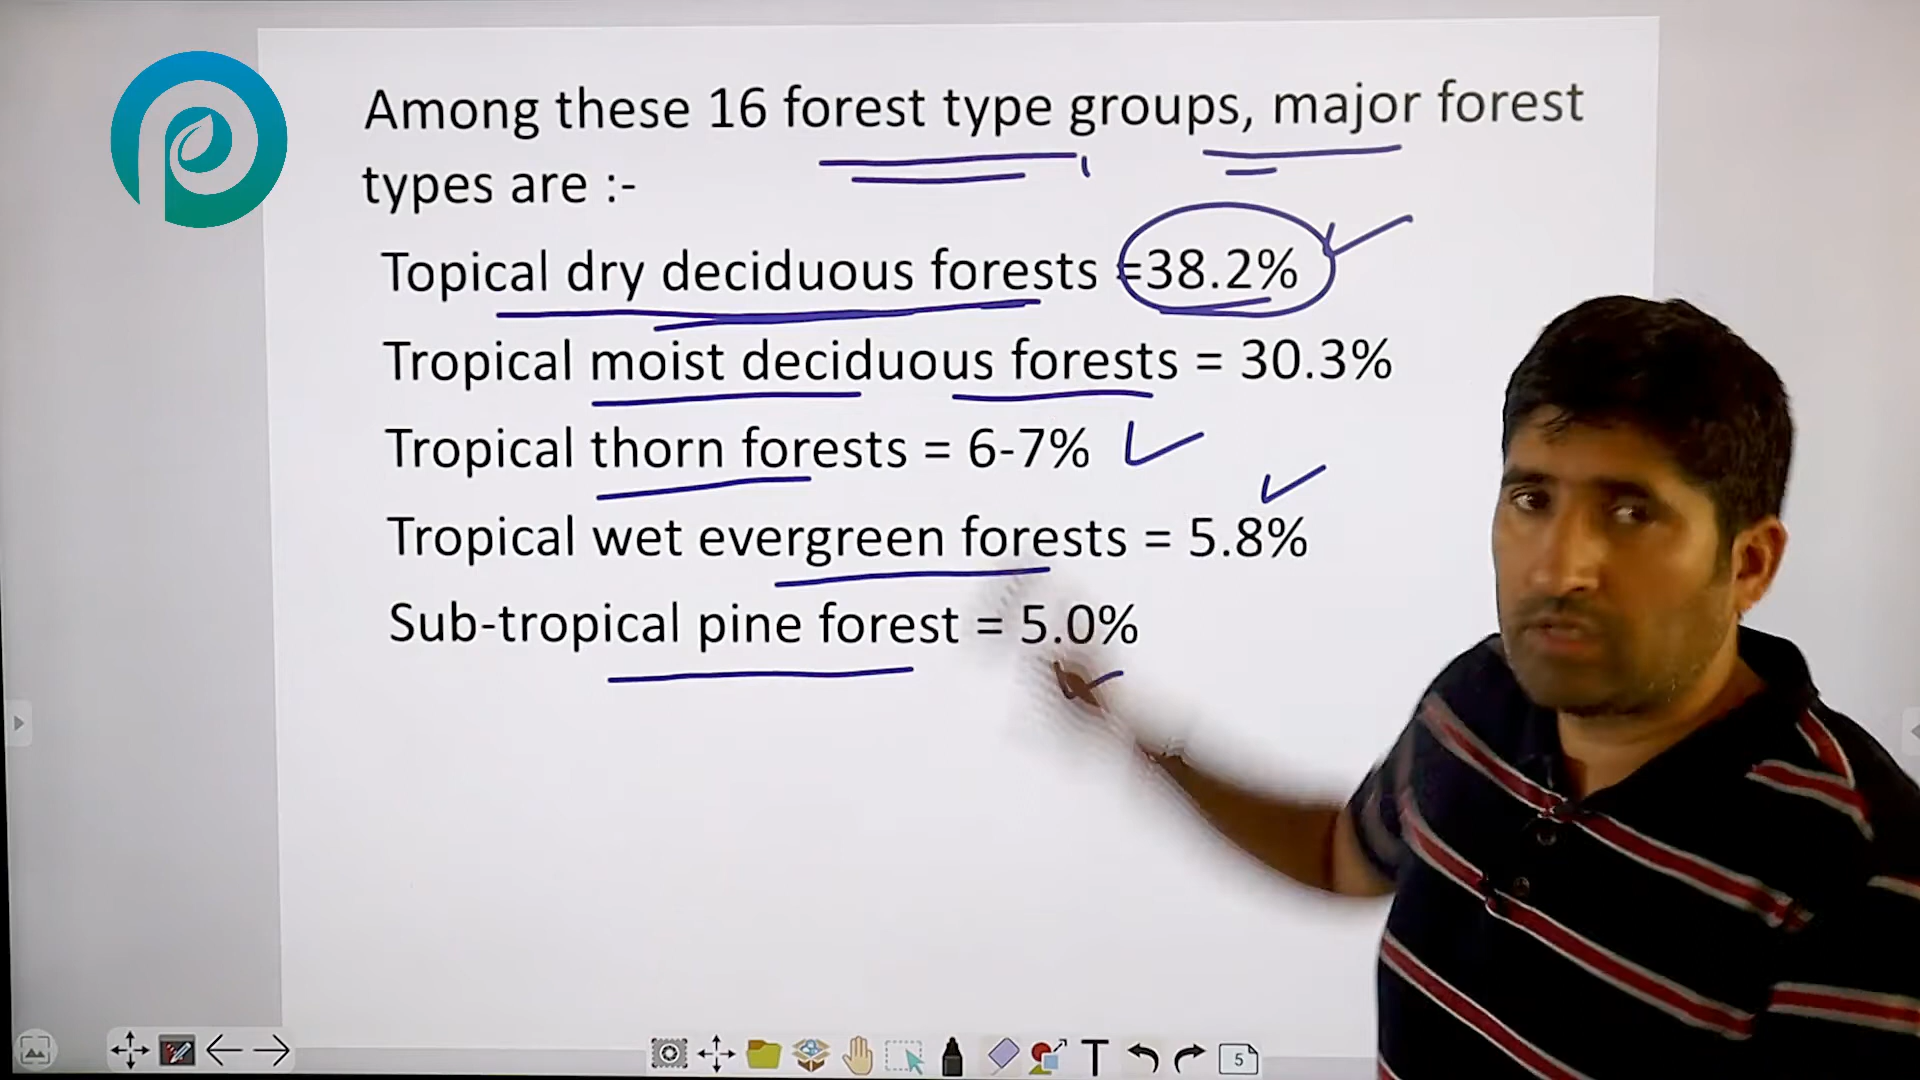 Among these 16 forest type groups, major forest
types are :-
Topical dry deciduous forests =38.2%
Tropical moist deciduous forests = 30.3%
Tropical thorn forests = 6-7%
Tropical wet evergreen forests = 5.8%
Sub-tropical pine forest = 5.0%
T
5